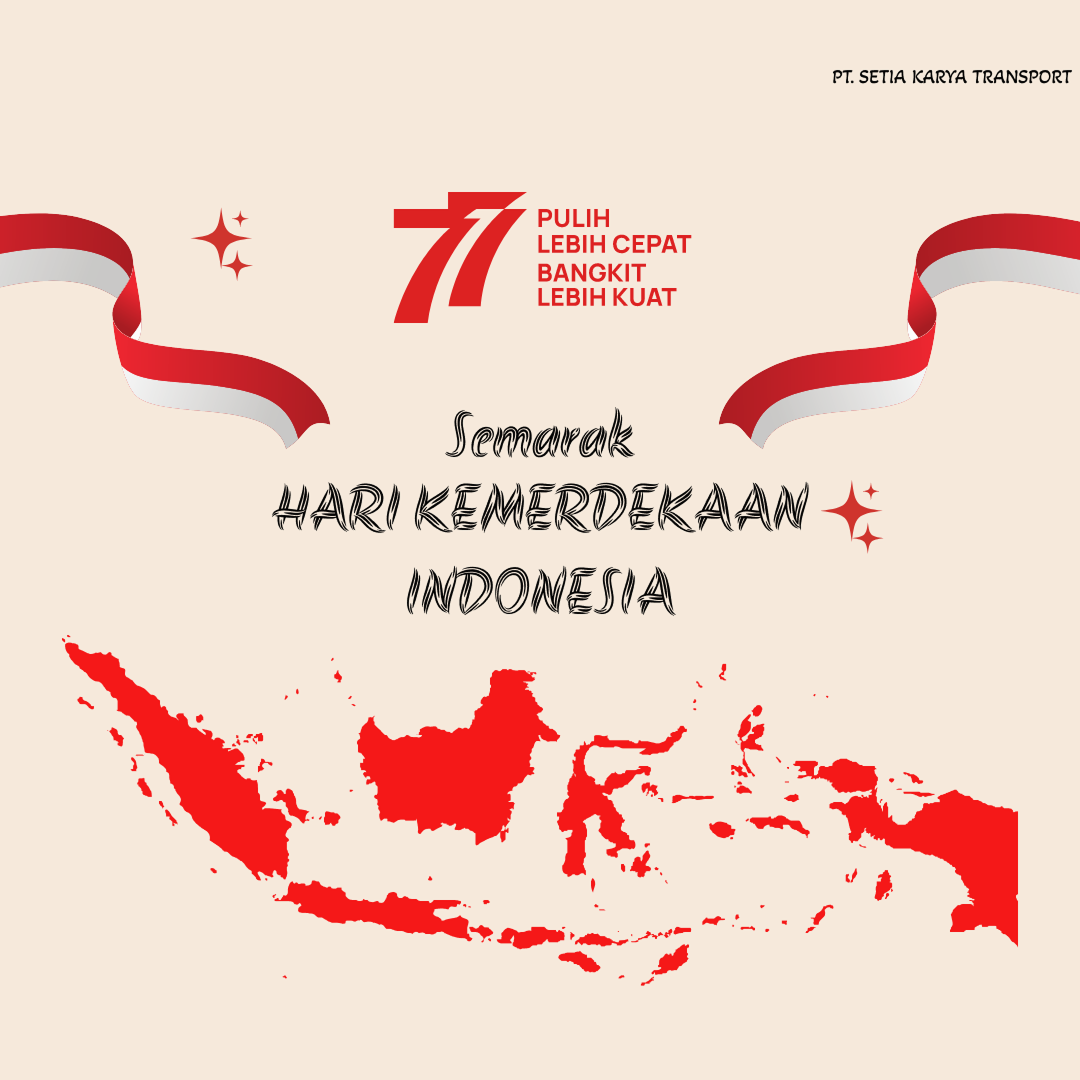 PT. SETIA KARYA TRANSPORT
77
PULIH
LEBIH CEPAT
BANGKIT
LEBIH KUAT
Semarak
HARI KEMERDEKAAN
INDONESIA